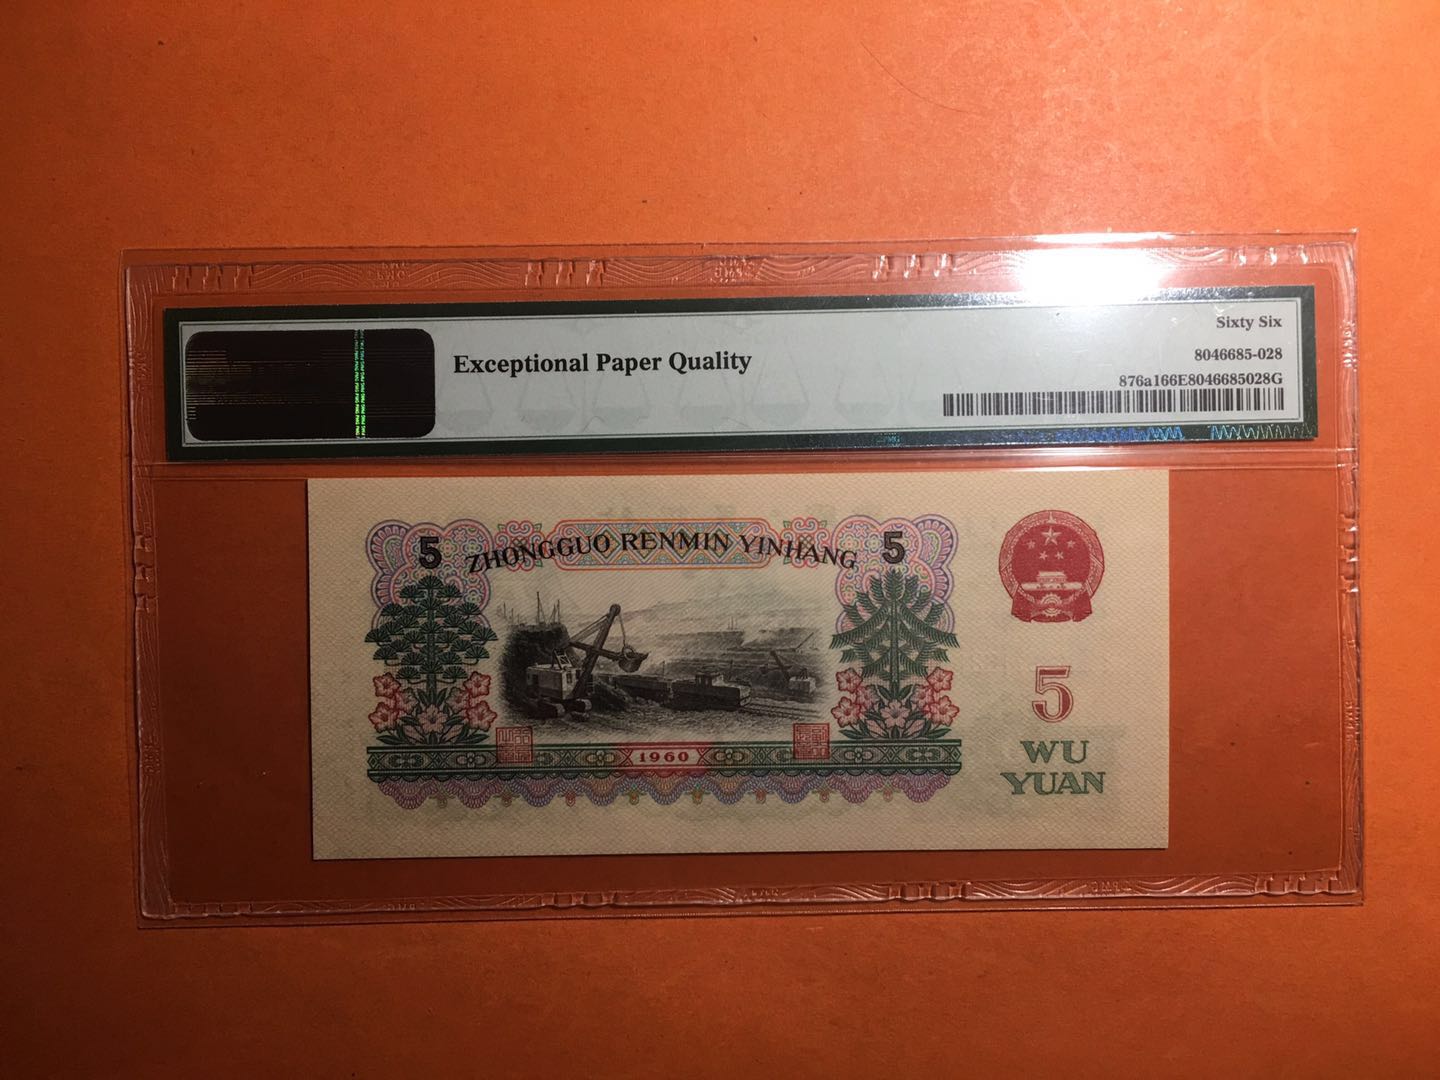 Sixty Six
Exceptional Paper Quality
8046685-028
876a166E8046685028G
5 ZHONGGUO RENMIN YINHANG 5
5
WU
YUAN
1960